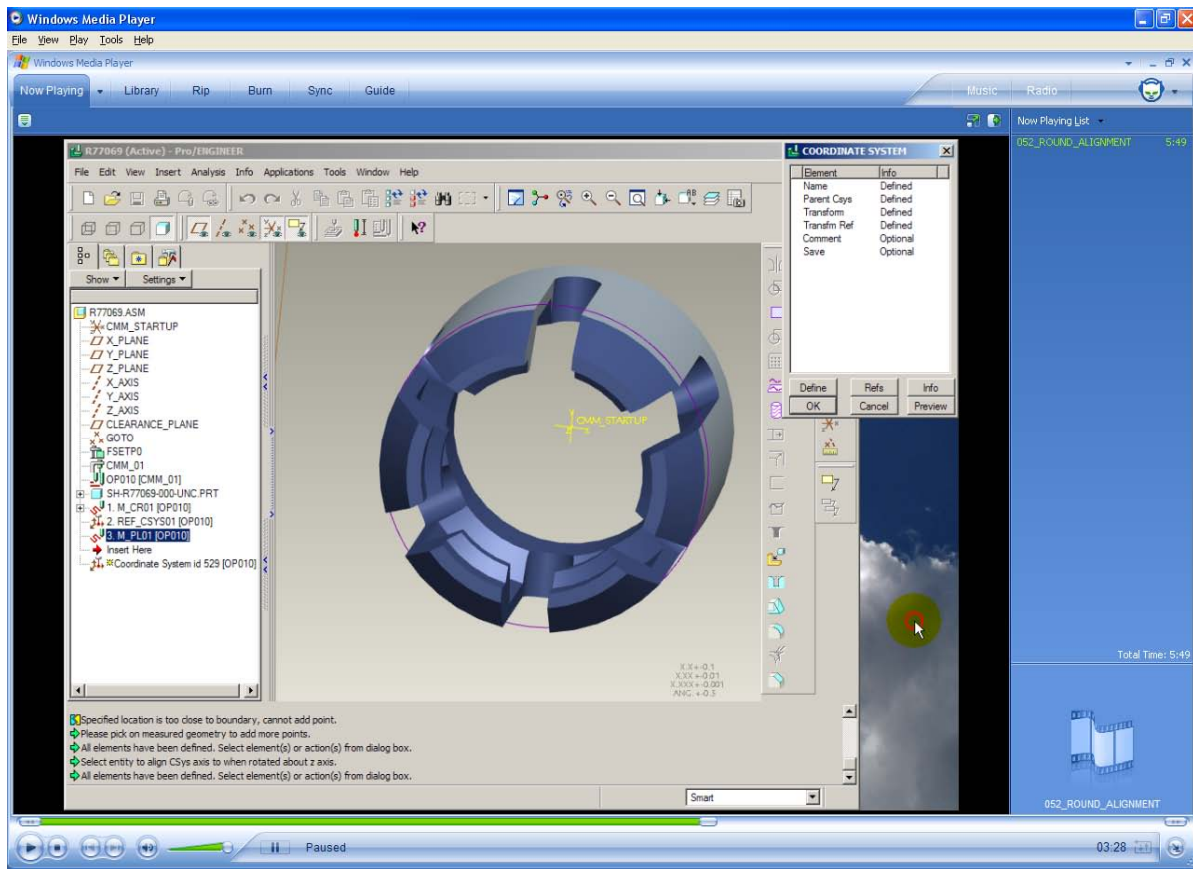 Windows Media Player
File View Play Tools Help
Windows Media Player
Now Playing Library Rip Burn Sync Guide Music Radio
Now Playing List
052_ROUND_ALIGNMENT 5:49
R77069 (Active) - Pro/ENGINEER
File Edit View Insert Analysis Info Applications Tools Window Help
Show Settings
R77069.ASM
CMM_STARTUP
X_PLANE
Y_PLANE
Z_PLANE
X_AXIS
Y_AXIS
Z_AXIS
CLEARANCE_PLANE
GOTO
FSETP0
CMM_01
OP010 [CMM_01]
SH-R77069-000-UNC.PRT
1. M_CR01 [OP010]
2. REF_CSYS01 [OP010]
3. M_PL01 [OP010]
Insert Here
Coordinate System id 529 [OP010]
CMM_STARTUP
X.X+-0.1
X.XX+-0.01
X.XXX+-0.001
ANG. +-0.5
COORDINATE SYSTEM
Element Info
Name Defined
Parent Csys Defined
Transform Defined
Transfm Ref Defined
Comment Optional
Save Optional
Define Refs Info
OK Cancel Preview
Specified location is too close to boundary, cannot add point.
Please pick on measured geometry to add more points.
All elements have been defined. Select element(s) or action(s) from dialog box.
Select entity to align CSys axis to when rotated about z axis.
All elements have been defined. Select element(s) or action(s) from dialog box.
Smart
Total Time: 5:49
052_ROUND_ALIGNMENT
Paused 03:28